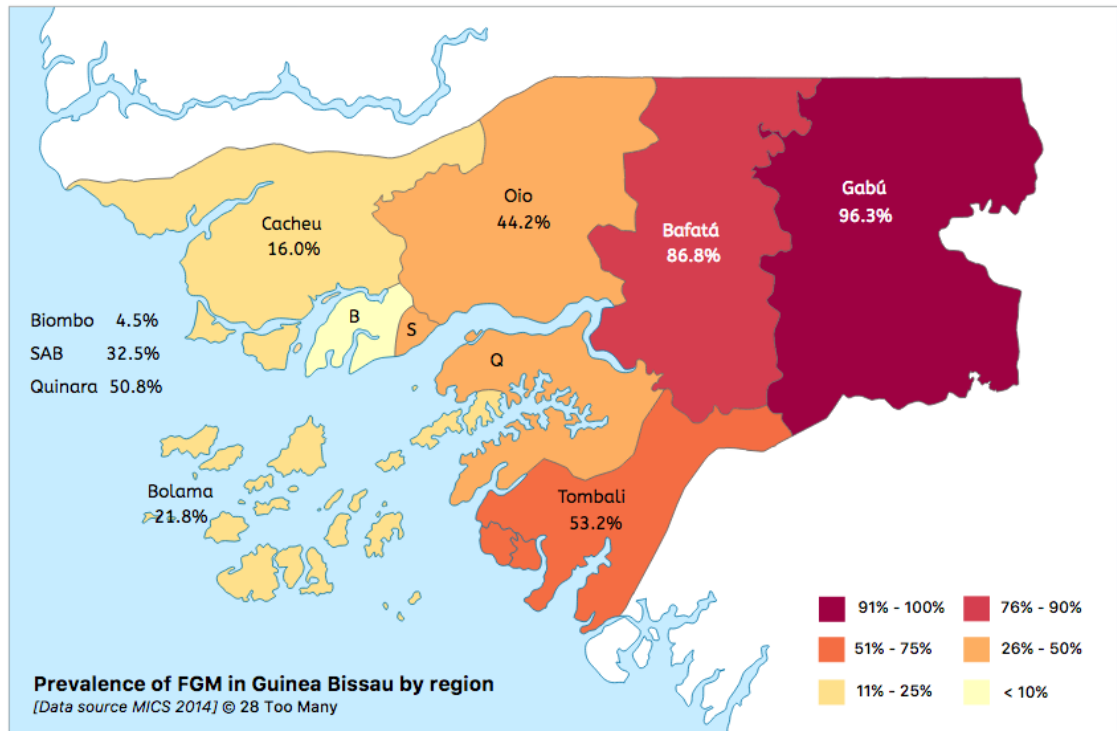 Oio
44.2%
Gabú
96.3%
Cacheu
16.0%
Bafatá
86.8%
B
S
Q
Biombo 4.5%
SAB 32.5%
Quinara 50.8%
Bolama
21.8%
Tombali
53.2%
91% - 100% 76% - 90%
51% - 75% 26% - 50%
11% - 25% < 10%
Prevalence of FGM in Guinea Bissau by region
[Data source MICS 2014] © 28 Too Many